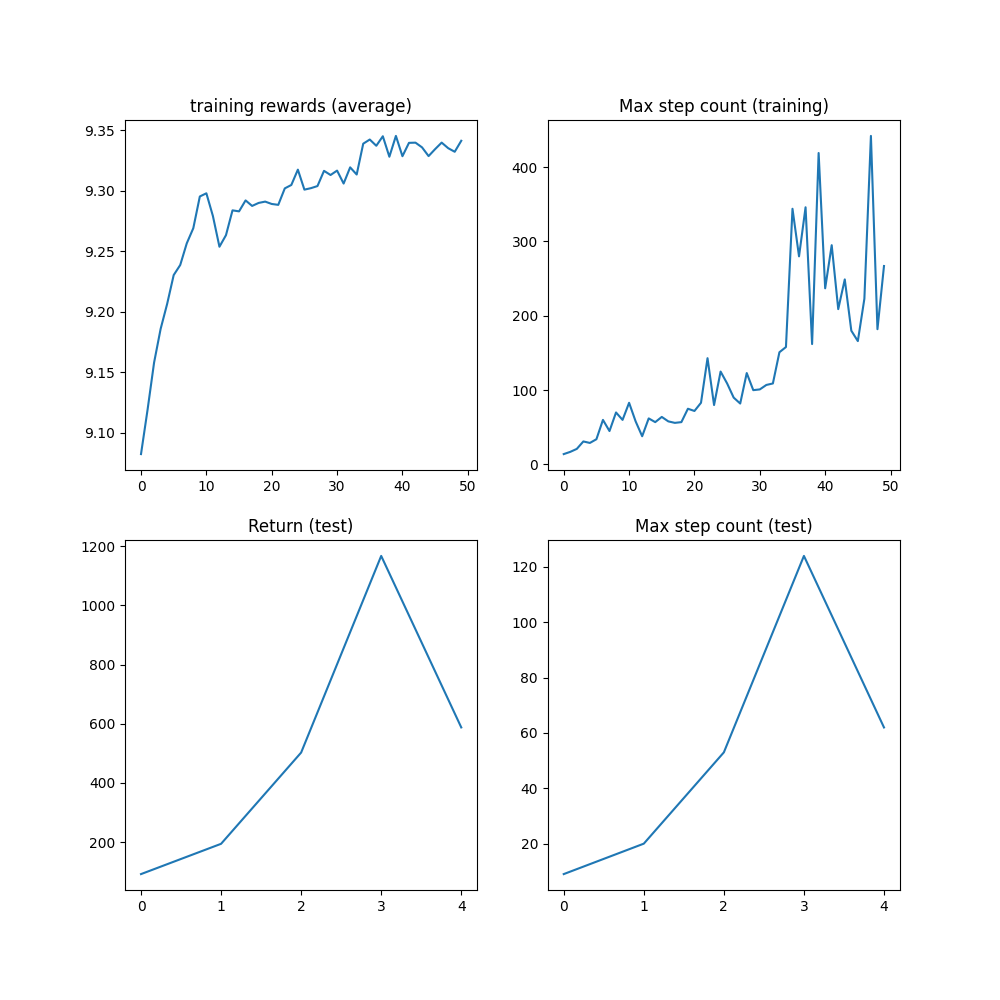 training rewards (average)
9.35
9.30
9.25
9.20
9.15
9.10
0 10 20 30 40 50
Max step count (training)
400
300
200
100
0
0 10 20 30 40 50
Return (test)
1200
1000
800
600
400
200
0 1 2 3 4
Max step count (test)
120
100
80
60
40
20
0 1 2 3 4